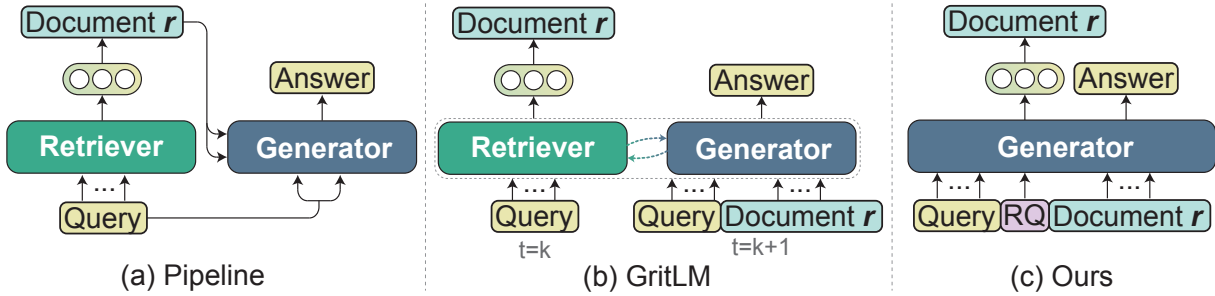 Document r
Answer
Retriever
Generator
...
Query
(a) Pipeline
Document r
Answer
Retriever
Generator
...
...
...
Query
Query
Document r
t=k
t=k+1
(b) GritLM
Document r
Answer
Generator
...
...
Query
RQ
Document r
(c) Ours